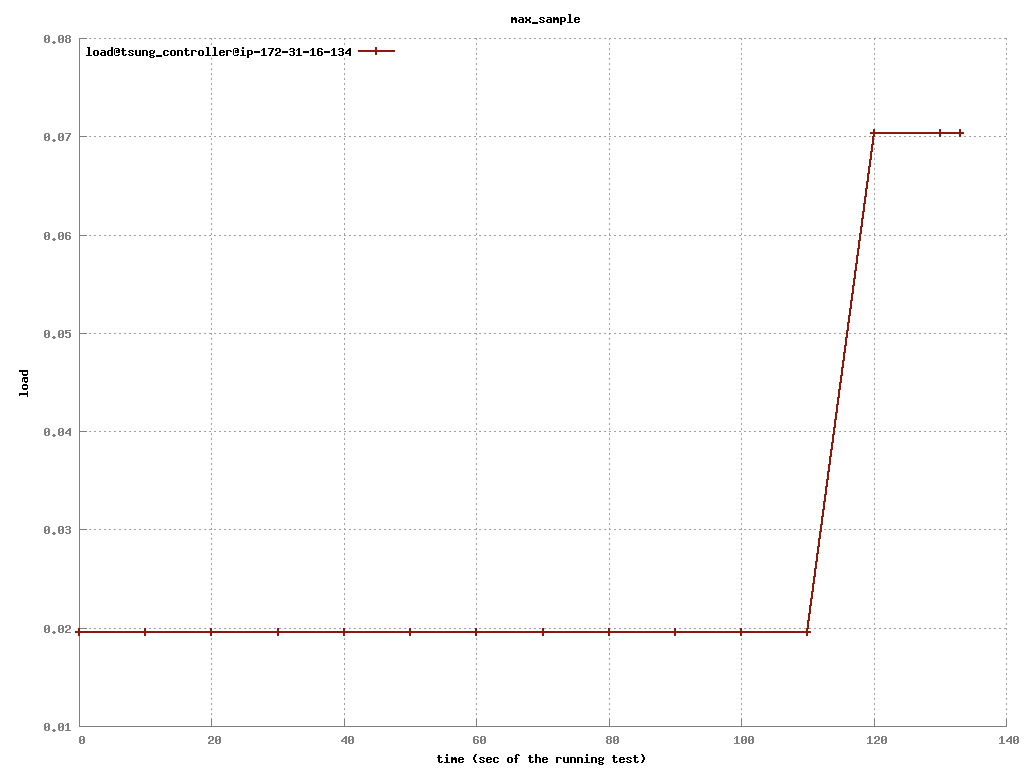 max_sample
load@tsung_controller@ip-172-31-16-134
0.08
0.07
0.06
0.05
0.04
0.03
0.02
0.01
load
0 20 40 60 80 100 120 140
time (sec of the running test)